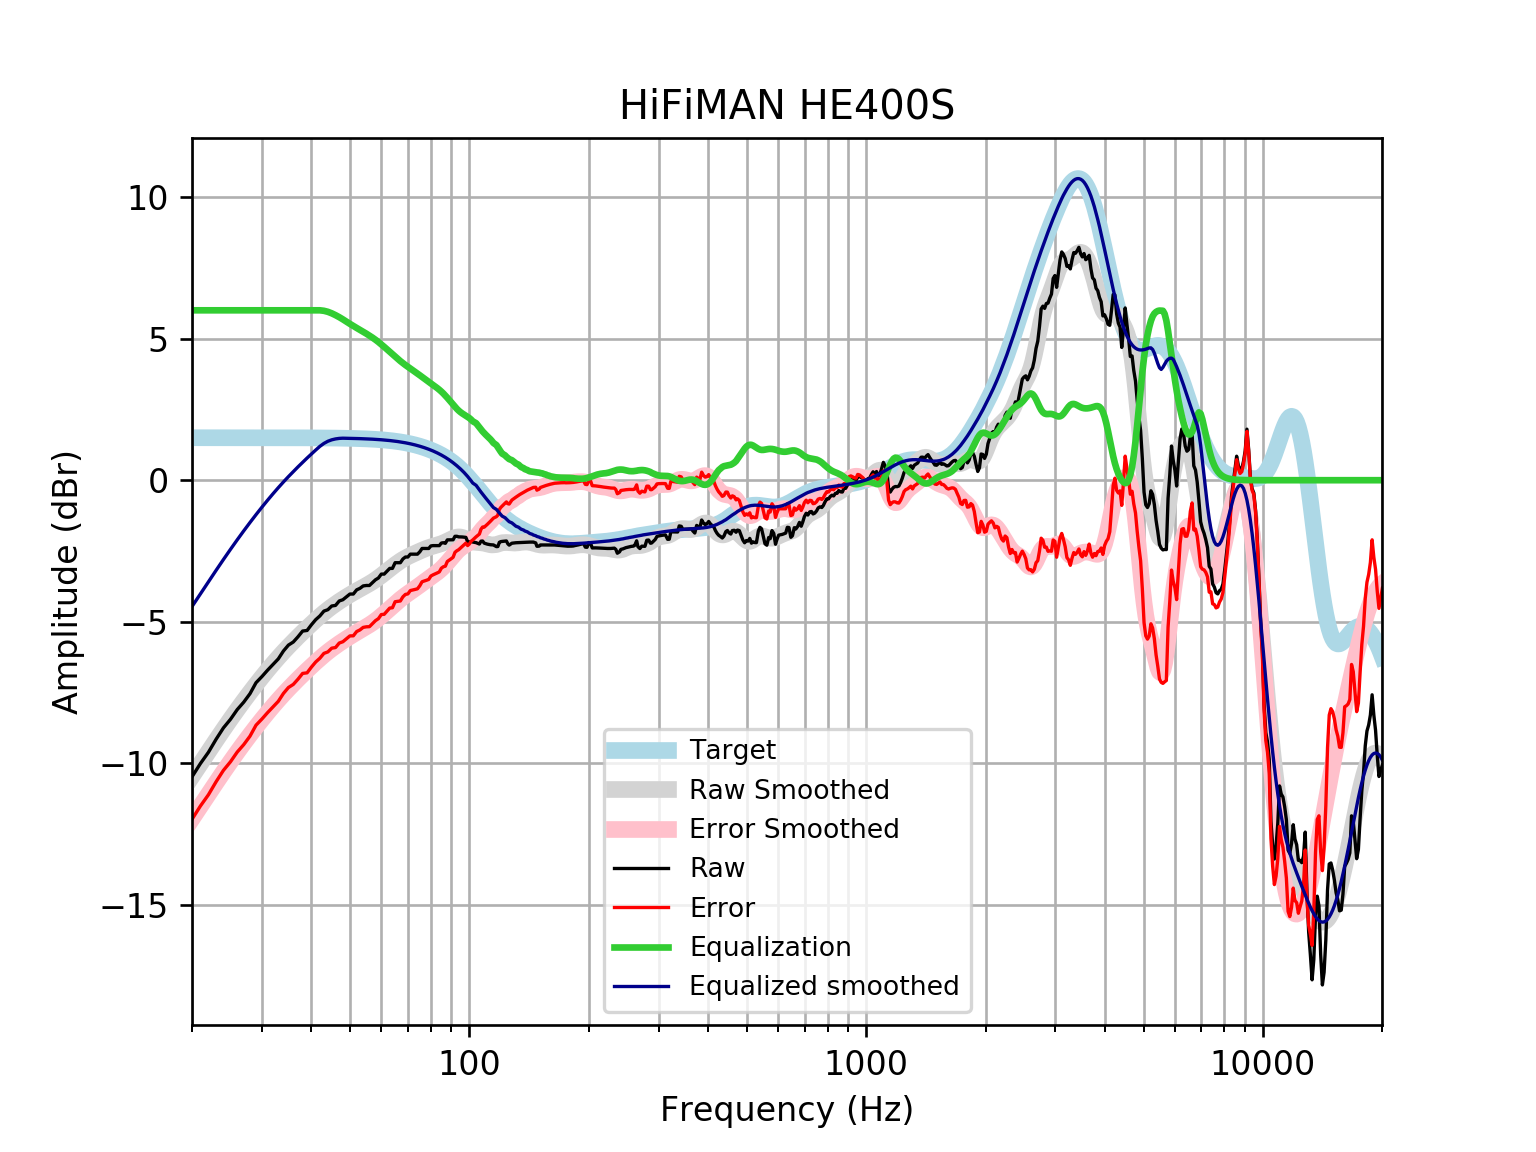 HiFiMAN HE400S
Amplitude (dBr)
10
5
0
−5
−10
−15
Target
Raw Smoothed
Error Smoothed
Raw
Error
Equalization
Equalized smoothed
100
1000
10000
Frequency (Hz)